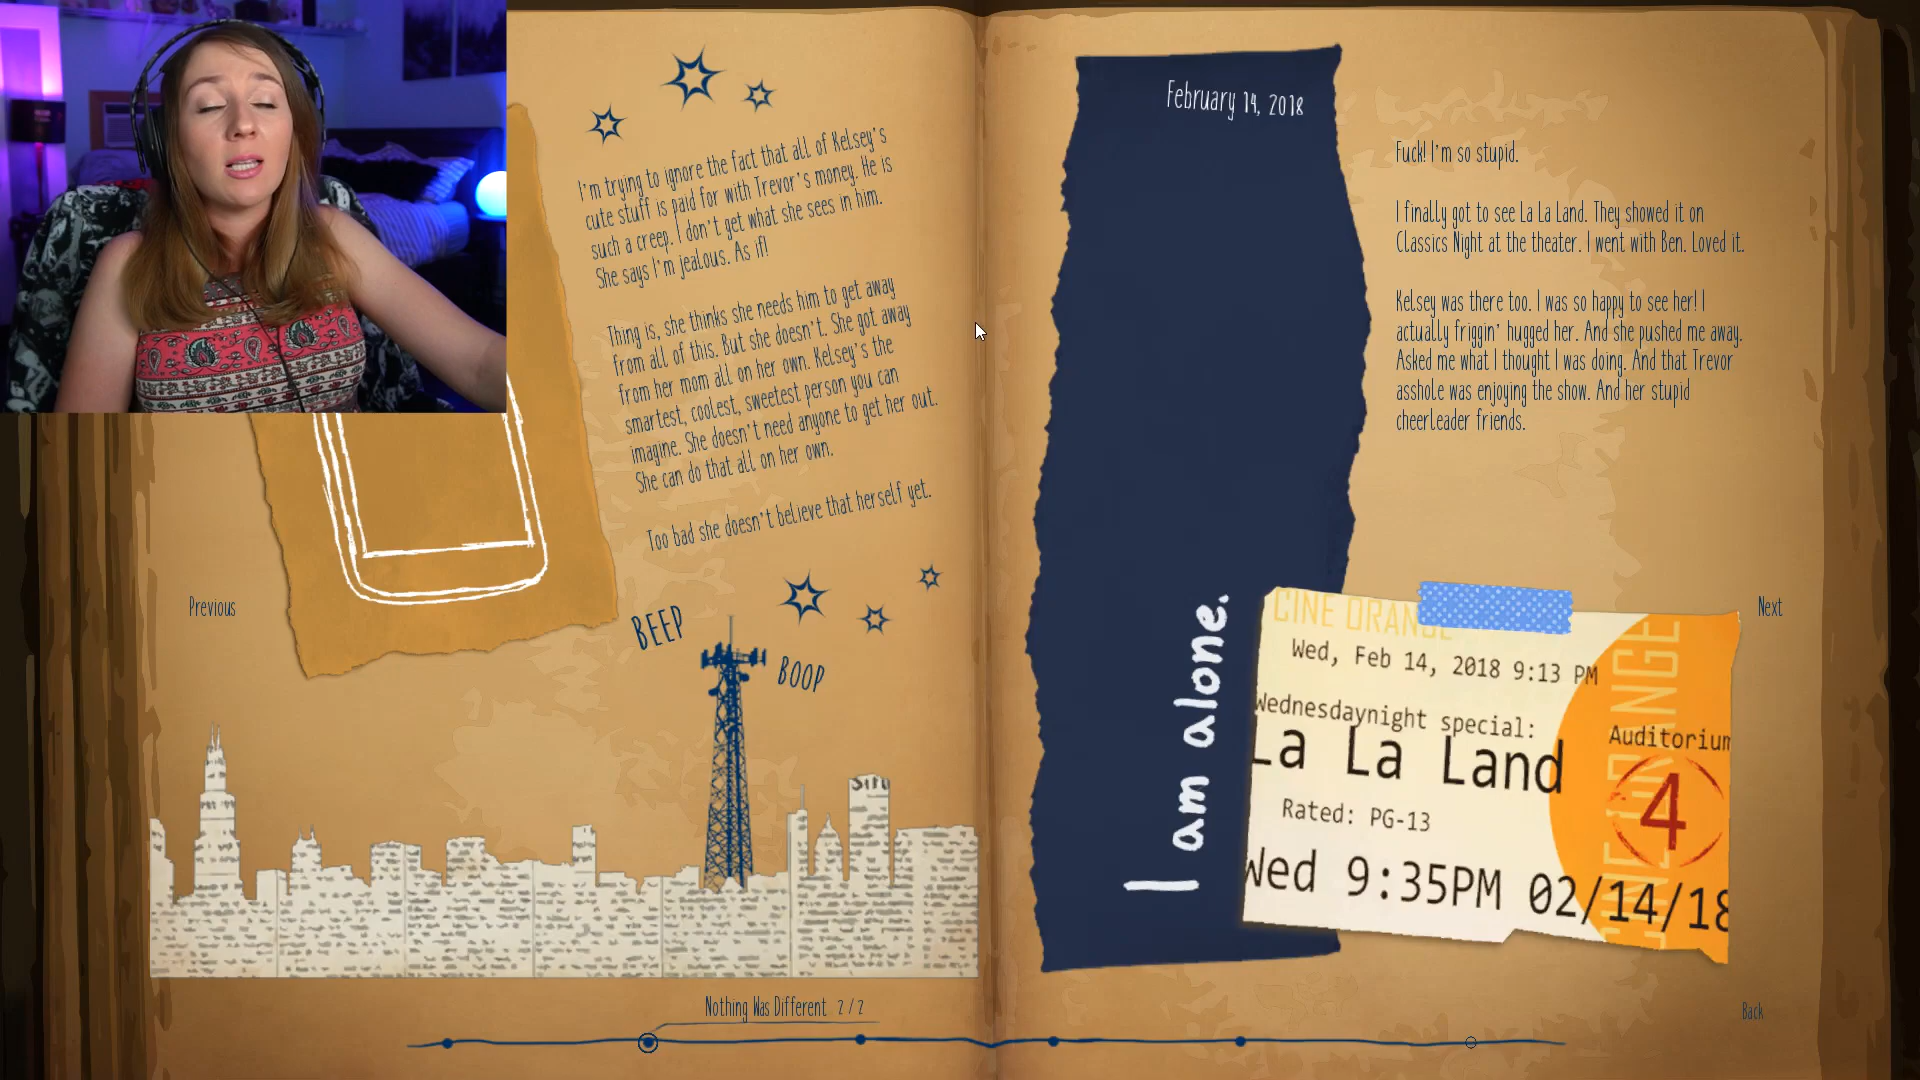 I'm trying to ignore the fact that all of Kelsey's
cute stuff is paid for with Trevor's money. He is
such a creep. I don't get what she sees in him.
She says I'm jealous. As if!
Thing is, she thinks she needs him to get away
from all of this. But she doesn't. She got away
from her mom all on her own. Kelsey's the
smartest, coolest, sweetest person you can
imagine. She doesn't need anyone to get her out.
She can do that all on her own.
Too bad she doesn't believe that herself yet.
Previous
BEEP
BOOP
February 14, 2018
I am alone.
Fuck! I'm so stupid.
I finally got to see La La Land. They showed it on
Classics Night at the theater. I went with Ben. Loved it.
Kelsey was there too. I was so happy to see her! I
actually friggin' hugged her. And she pushed me away.
Asked me what I thought I was doing. And that Trevor
asshole was enjoying the show. And her stupid
cheerleader friends.
CINE ORANGE
Wed, Feb 14, 2018 9:13 PM
Wednesdaynight special:
La La Land
Rated: PG-13
Wed 9:35PM 02/14/18
Auditorium
4
CINE ORANGE
Next
Nothing Was Different 2 / 2
Back